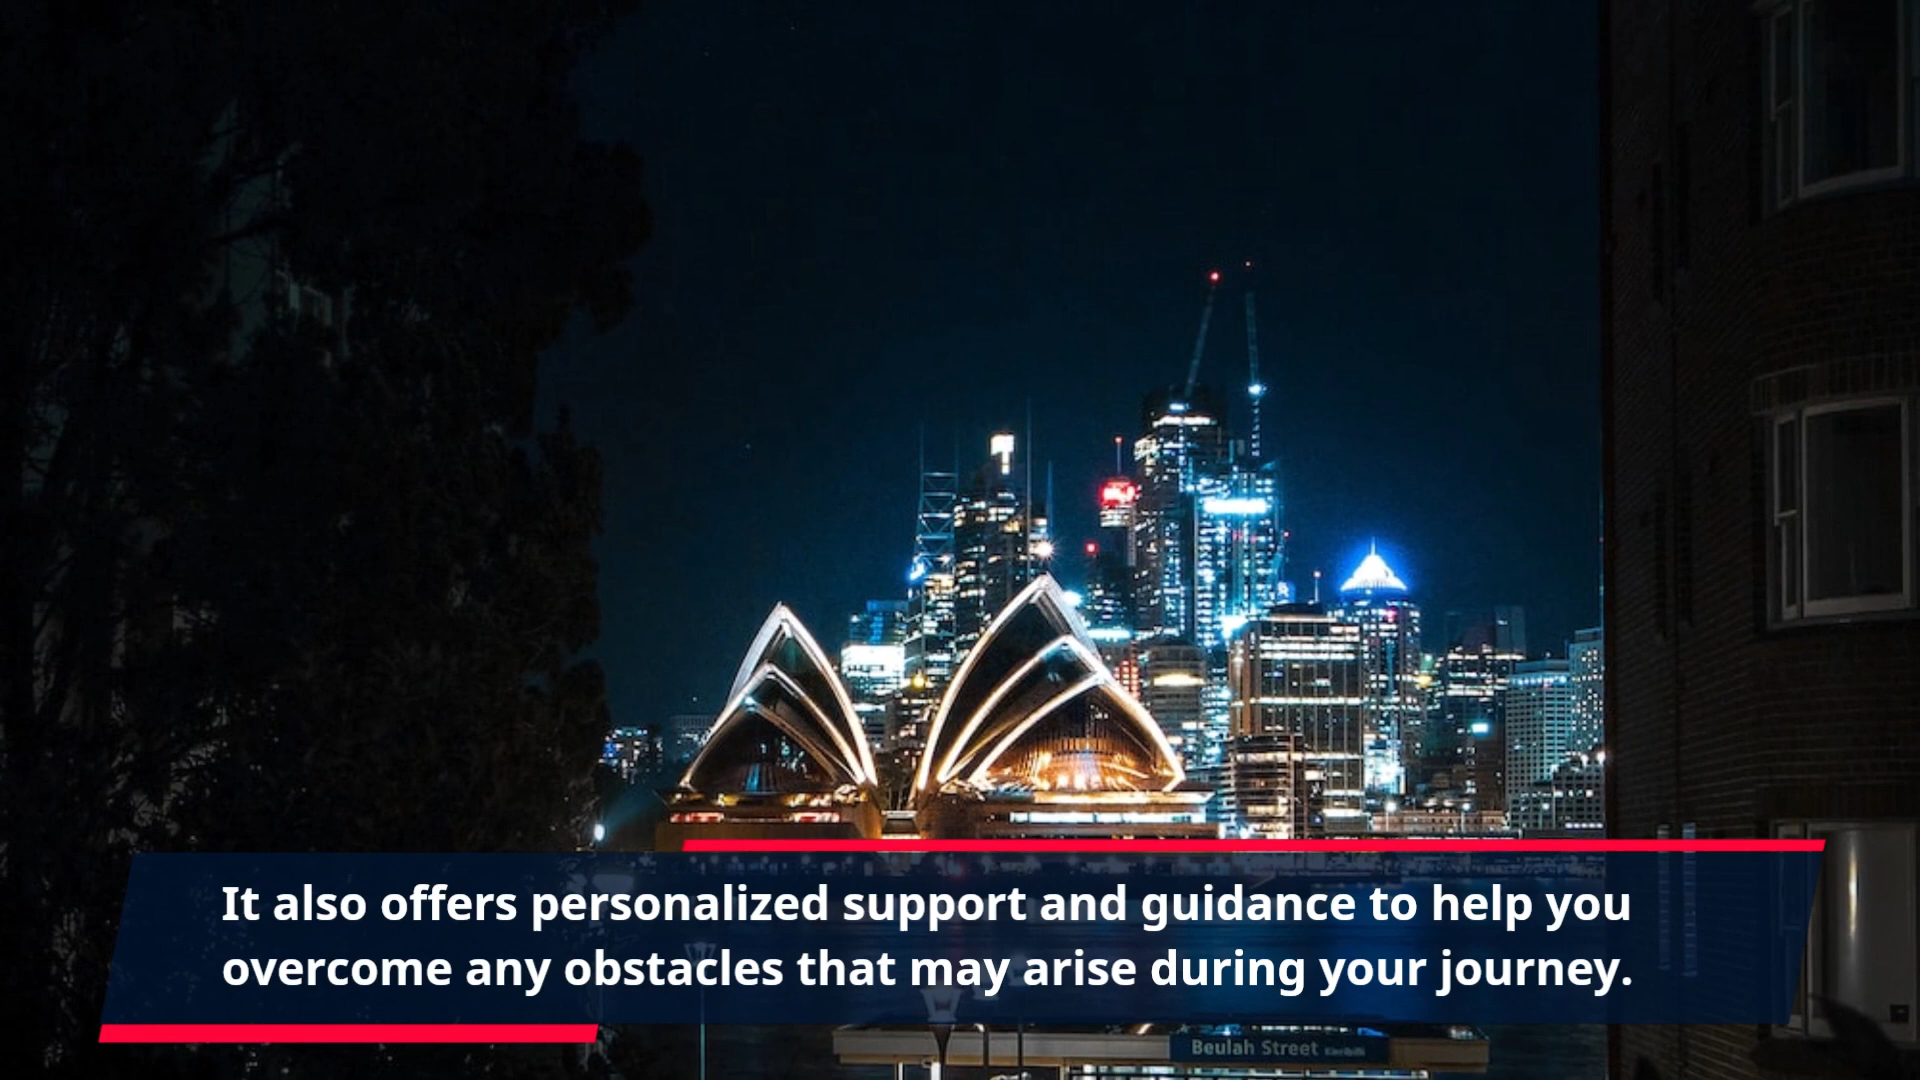 It also offers personalized support and guidance to help you
overcome any obstacles that may arise during your journey.
Beulah Street Kirribilli